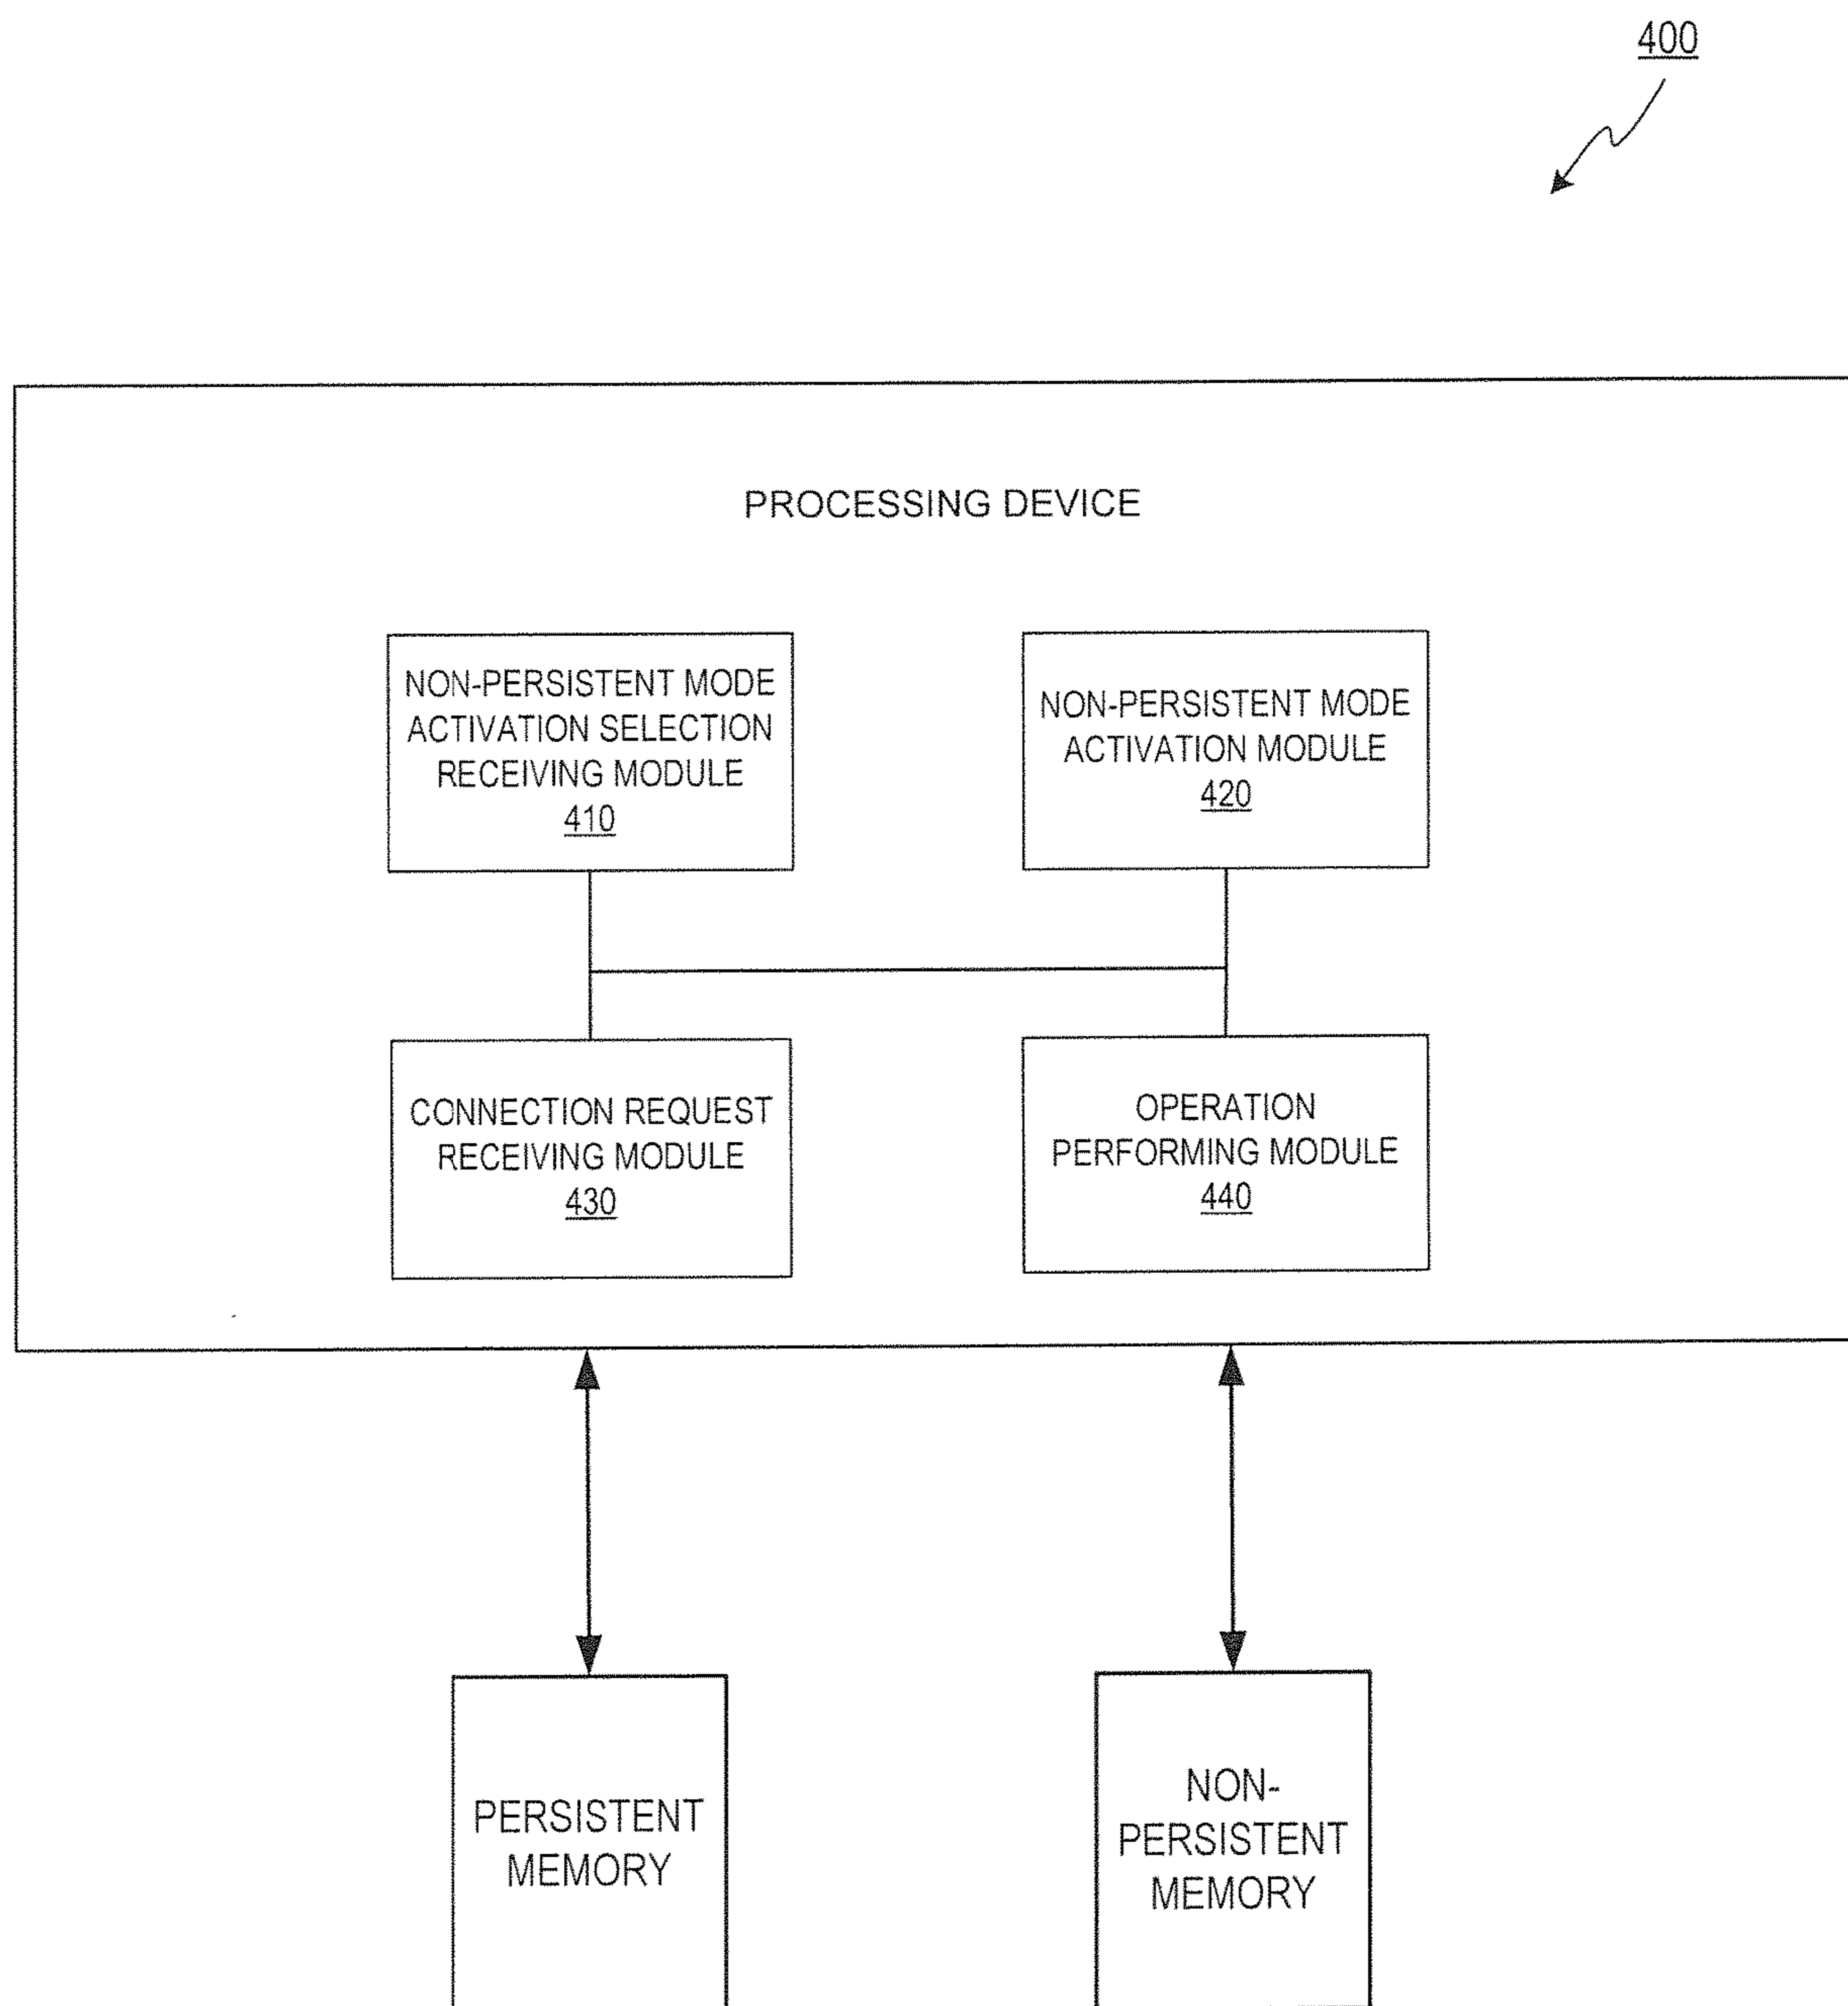 400
PROCESSING DEVICE
NON-PERSISTENT MODE
ACTIVATION SELECTION
RECEIVING MODULE
410
NON-PERSISTENT MODE
ACTIVATION MODULE
420
CONNECTION REQUEST
RECEIVING MODULE
430
OPERATION
PERFORMING MODULE
440
PERSISTENT
MEMORY
NON-
PERSISTENT
MEMORY